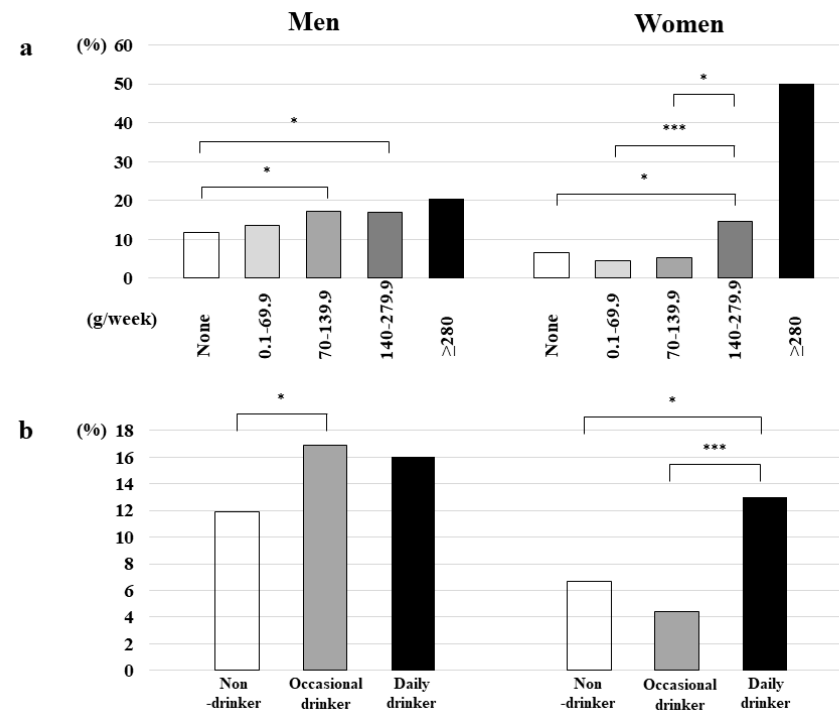 Men
Women
a
(%)
60
50
40
30
20
10
0
*
*
*
***
*
(g/week)
None
0.1-69.9
70-139.9
140-279.9
≥280
None
0.1-69.9
70-139.9
140-279.9
≥280
b
(%)
18
16
14
12
10
8
6
4
2
0
*
*
***
Non
-drinker
Occasional
drinker
Daily
drinker
Non
-drinker
Occasional
drinker
Daily
drinker